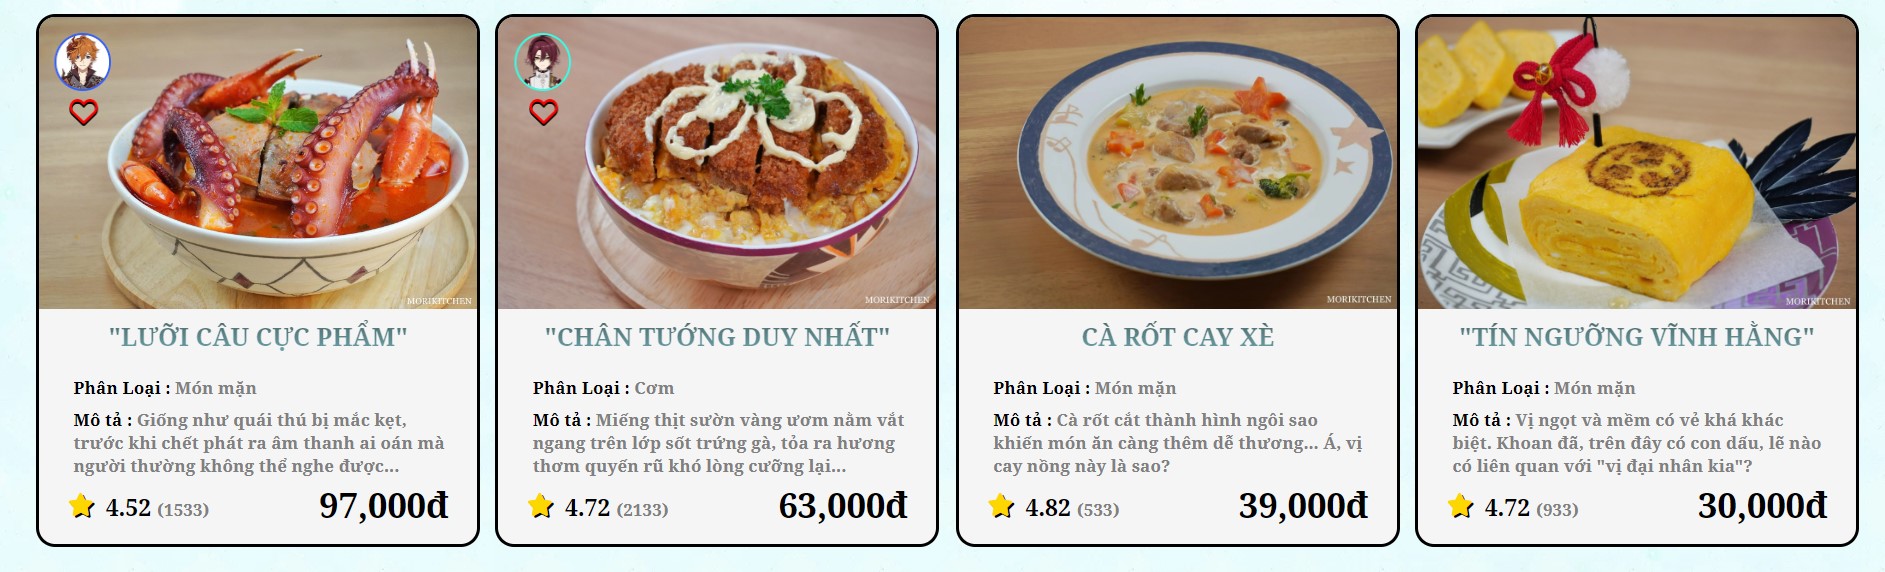 MORIKITCHEN
"LƯỠI CÂU CỰC PHẨM"
Phân Loại : Món mặn
Mô tả : Giống như quái thú bị mắc kẹt,
trước khi chết phát ra âm thanh ai oán mà
người thường không thể nghe được...
4.52 (1533)
97,000đ
MORIKITCHEN
"CHÂN TƯỚNG DUY NHẤT"
Phân Loại : Cơm
Mô tả : Miếng thịt sườn vàng ươm nằm vắt
ngang trên lớp sốt trứng gà, tỏa ra hương
thơm quyến rũ khó lòng cưỡng lại...
4.72 (2133)
63,000đ
MORIKITCHEN
CÀ RỐT CAY XÈ
Phân Loại : Món mặn
Mô tả : Cà rốt cắt thành hình ngôi sao
khiến món ăn càng thêm dễ thương... Á, vị
cay nồng này là sao?
4.82 (533)
39,000đ
MORIKITCHEN
"TÍN NGƯỠNG VĨNH HẰNG"
Phân Loại : Món mặn
Mô tả : Vị ngọt và mềm có vẻ khá khác
biệt. Khoan đã, trên đây có con dấu, lẽ nào
có liên quan với "vị đại nhân kia"?
4.72 (933)
30,000đ